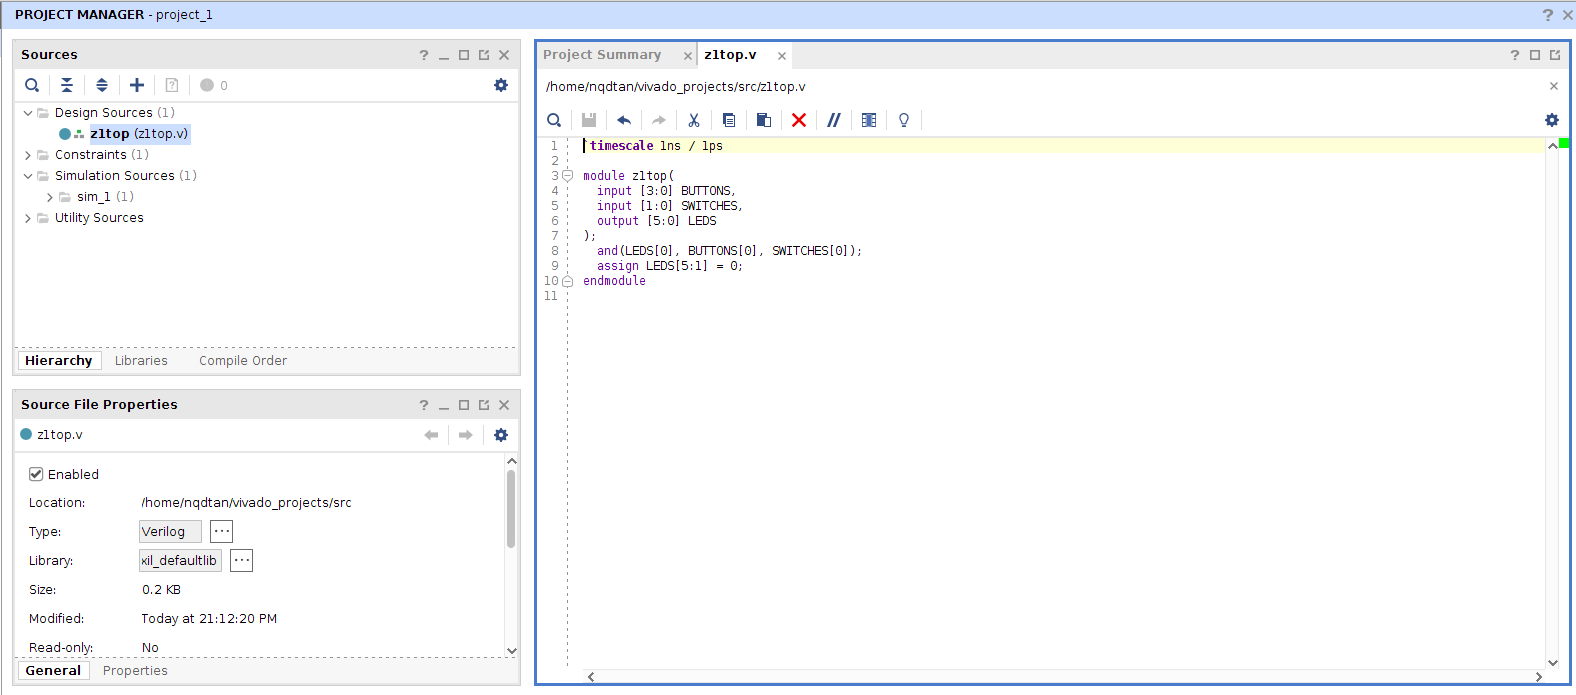 PROJECT MANAGER - project_1
Sources
0
Design Sources (1)
z1top (z1top.v)
Constraints (1)
Simulation Sources (1)
sim_1 (1)
Utility Sources
Hierarchy Libraries Compile Order
Source File Properties
z1top.v
Enabled
Location: /home/nqdtan/vivado_projects/src
Type: Verilog ...
Library: xil_defaultlib ...
Size: 0.2 KB
Modified: Today at 21:12:20 PM
Read-only: No
General Properties
Project Summary z1top.v
/home/nqdtan/vivado_projects/src/z1top.v
1 `timescale 1ns / 1ps
2
3 module z1top(
4   input [3:0] BUTTONS,
5   input [1:0] SWITCHES,
6   output [5:0] LEDS
7 );
8   and(LEDS[0], BUTTONS[0], SWITCHES[0]);
9   assign LEDS[5:1] = 0;
10 endmodule
11